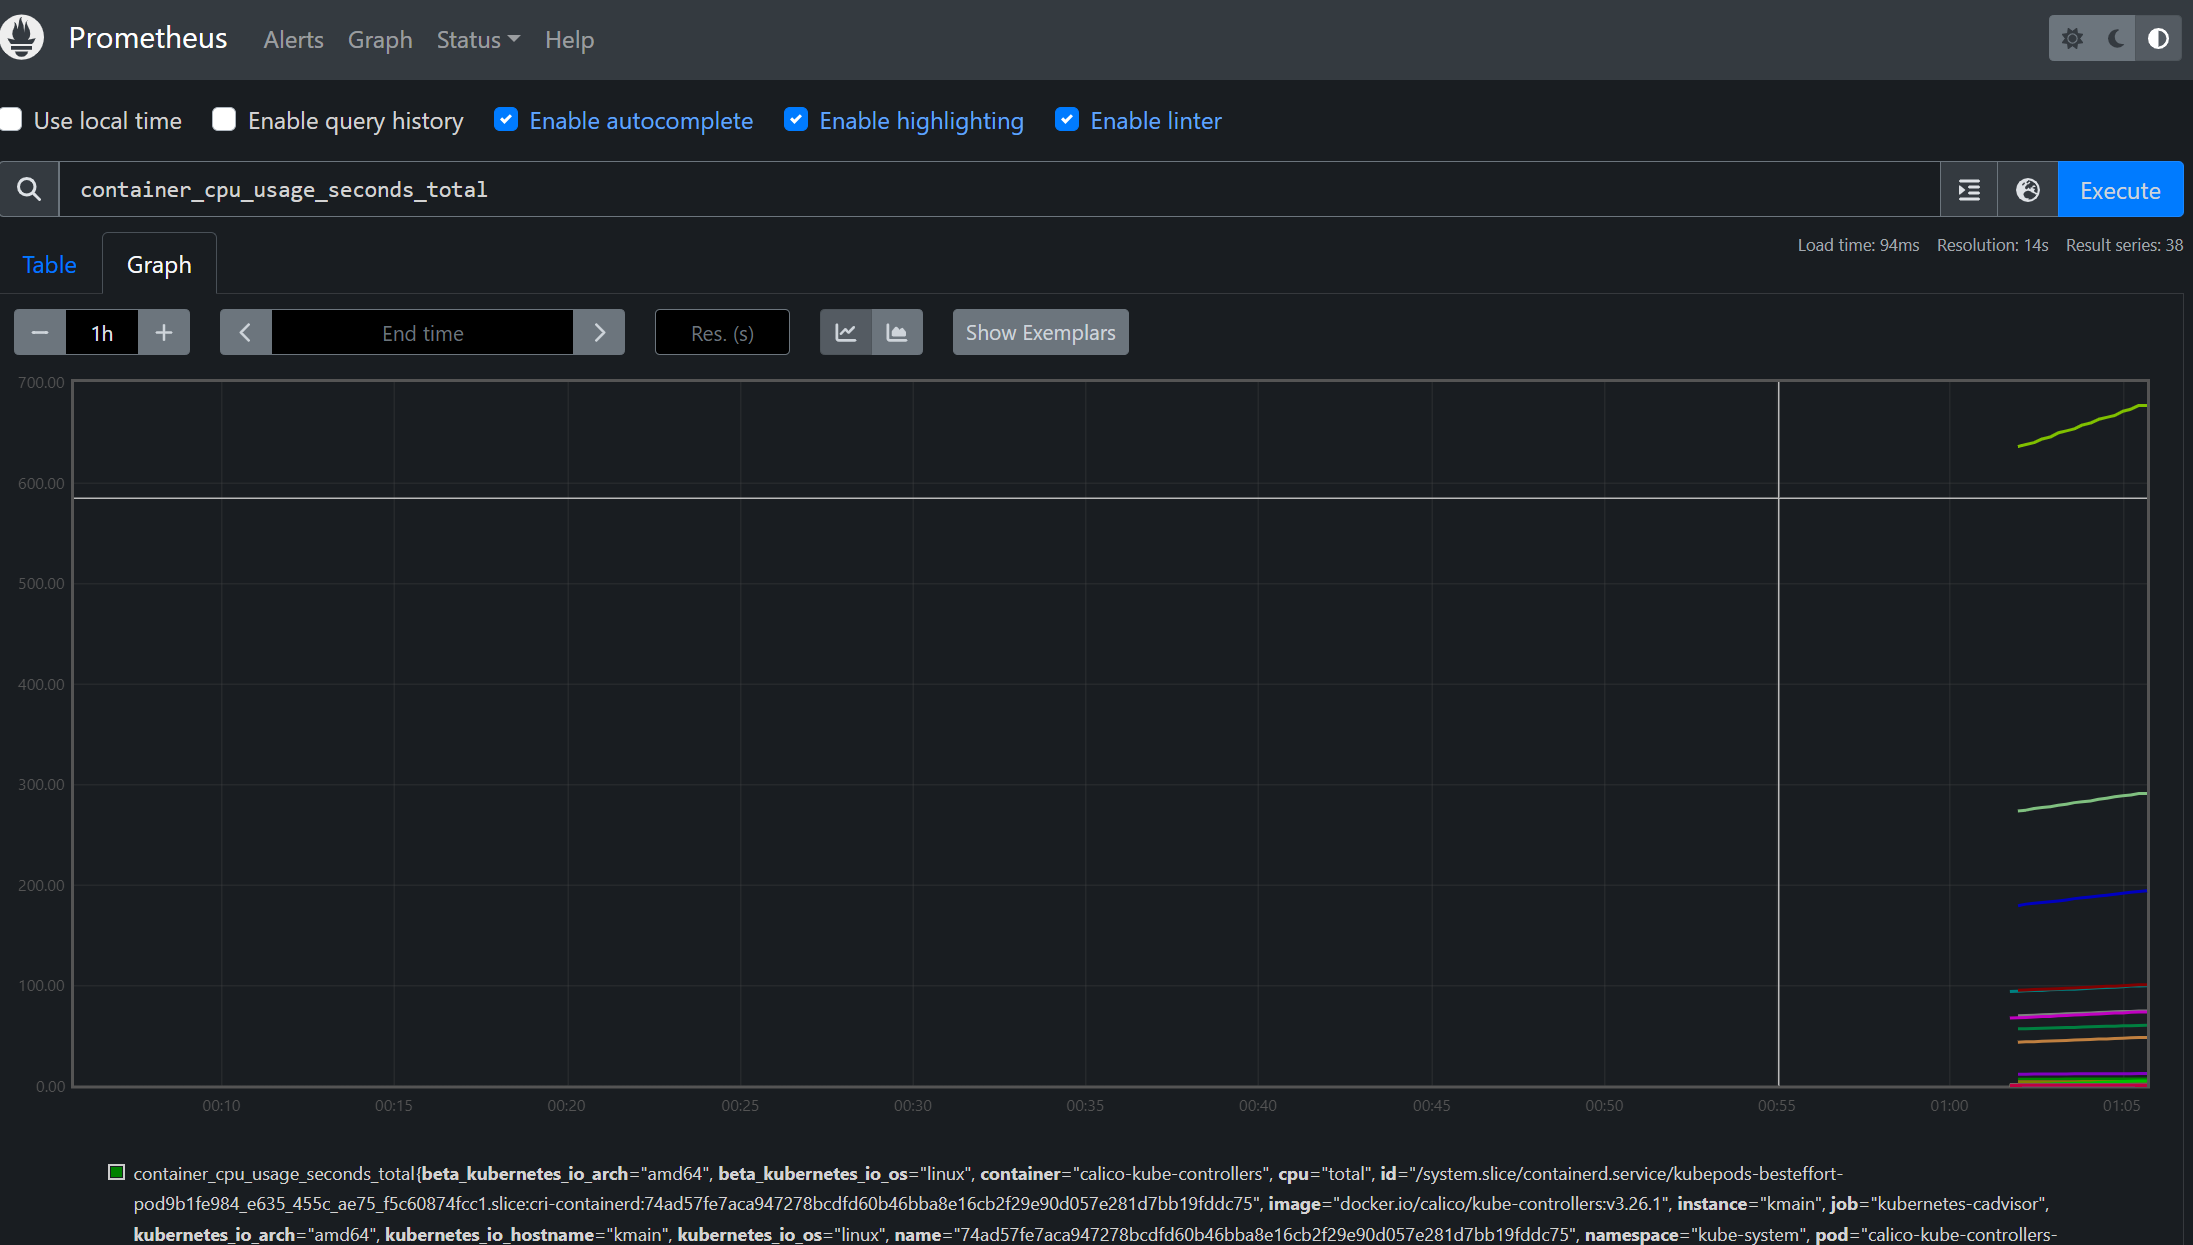 Prometheus Alerts Graph Status Help
Use local time Enable query history Enable autocomplete Enable highlighting Enable linter
container_cpu_usage_seconds_total Execute
Load time: 94ms Resolution: 14s Result series: 38
Table Graph
1h End time Res. (s) Show Exemplars
700.00
600.00
500.00
400.00
300.00
200.00
100.00
0.00
00:10 00:15 00:20 00:25 00:30 00:35 00:40 00:45 00:50 00:55 01:00 01:05
container_cpu_usage_seconds_total{beta_kubernetes_io_arch="amd64", beta_kubernetes_io_os="linux", container="calico-kube-controllers", cpu="total", id="/system.slice/containerd.service/kubepods-besteffort-
pod9b1fe984_e635_455c_ae75_f5c60874fcc1.slice:cri-containerd:74ad57fe7aca947278bcdfd60b46bba8e16cb2f29e90d057e281d7bb19fddc75", image="docker.io/calico/kube-controllers:v3.26.1", instance="kmain", job="kubernetes-cadvisor",
kubernetes_io_arch="amd64", kubernetes_io_hostname="kmain", kubernetes_io_os="linux", name="74ad57fe7aca947278bcdfd60b46bba8e16cb2f29e90d057e281d7bb19fddc75", namespace="kube-system", pod="calico-kube-controllers-